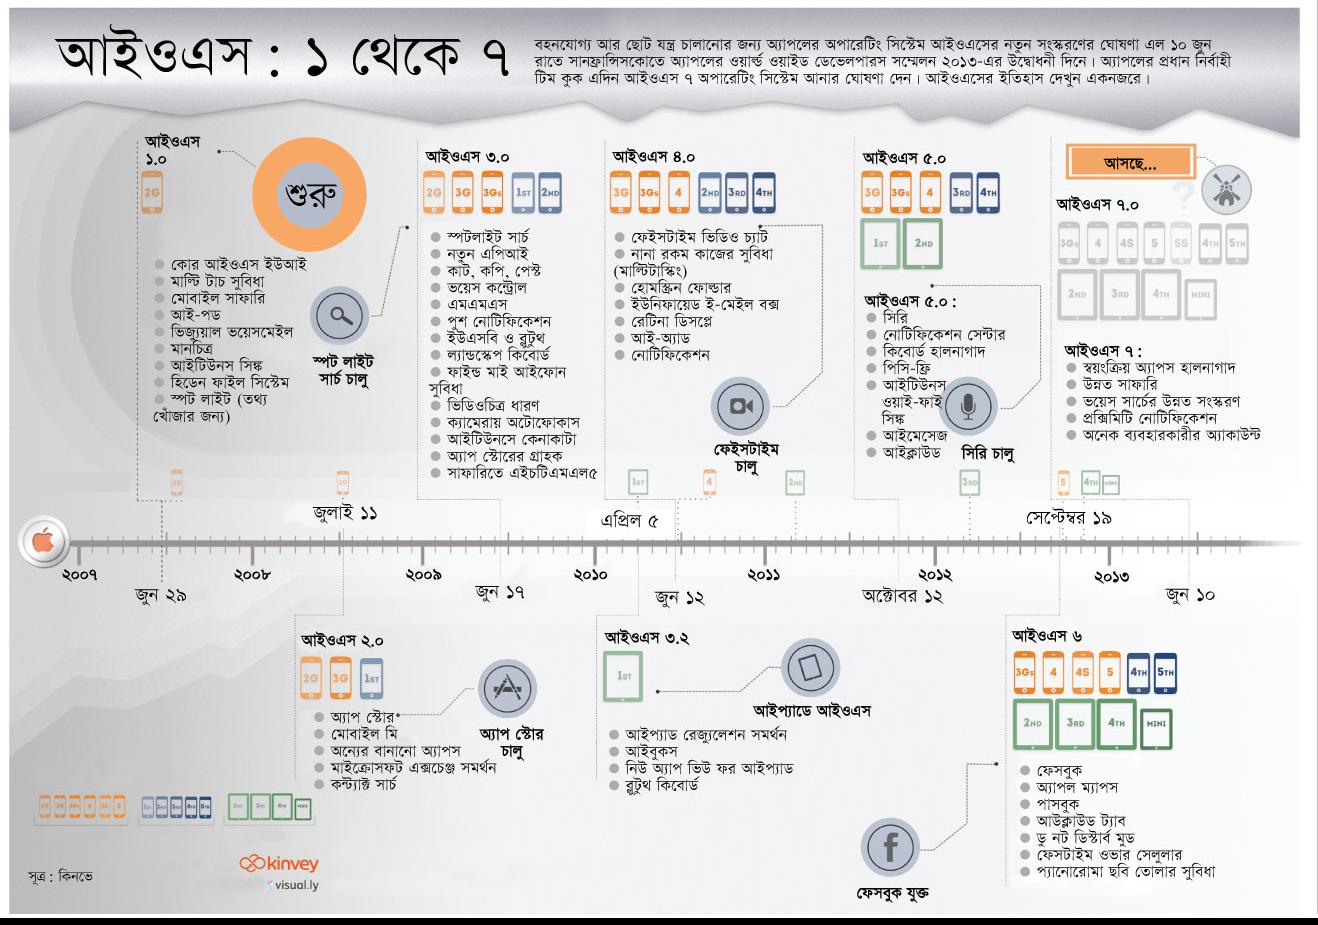 আইওএস : ১ থেকে ৭
বহনযোগ্য আর ছোট যন্ত্র চালানোর জন্য অ্যাপলের অপারেটিং সিস্টেম আইওএসের নতুন সংস্করণের ঘোষণা এল ১০ জুন
রাতে সানফ্রান্সিসকোতে অ্যাপলের ওয়ার্ল্ড ওয়াইড ডেভেলপারস সম্মেলন ২০১৩-এর উদ্বোধনী দিনে। অ্যাপলের প্রধান নির্বাহী
টিম কুক এদিন আইওএস ৭ অপারেটিং সিস্টেম আনার ঘোষণা দেন। আইওএসের ইতিহাস দেখুন একনজরে।
আইওএস
১.০
2G
শুরু
কোর আইওএস ইউআই
মাল্টি টাচ সুবিধা
মোবাইল সাফারি
আই-পড
ভিজ্যুয়াল ভয়েসমেইল
মানচিত্র
আইটিউনস সিঙ্ক
হিডেন ফাইল সিস্টেম
স্পট লাইট (তথ্য
খোঁজার জন্য)
স্পট লাইট
সার্চ চালু
আইওএস ৩.০
2G 3G 3Gs 1ST 2ND
স্পটলাইট সার্চ
নতুন এপিআই
কাট, কপি, পেস্ট
ভয়েস কন্ট্রোল
এমএমএস
পুশ নোটিফিকেশন
ইউএসবি ও ব্লুটুথ
ল্যান্ডস্কেপ কিবোর্ড
ফাইন্ড মাই আইফোন
সুবিধা
ভিডিওচিত্র ধারণ
ক্যামেরায় অটোফোকাস
আইটিউনসে কেনাকাটা
অ্যাপ স্টোরের গ্রাহক
সাফারিতে এইচটিএমএল৫
আইওএস ৪.০
3G 3Gs 4 2ND 3RD 4TH
ফেইসটাইম ভিডিও চ্যাট
নানা রকম কাজের সুবিধা
(মাল্টিটাস্কিং)
হোমস্ক্রিন ফোল্ডার
ইউনিফায়েড ই-মেইল বক্স
রেটিনা ডিসপ্লে
আই-অ্যাড
নোটিফিকেশন
ফেইসটাইম
চালু
আইওএস ৫.০
3G 3Gs 4 3RD 4TH
1ST 2ND
আইওএস ৫.০ :
সিরি
নোটিফিকেশন সেন্টার
কিবোর্ড হালনাগাদ
পিসি-ফ্রি
আইটিউনস
ওয়াই-ফাই
সিঙ্ক
আইমেসেজ
আইক্লাউড
সিরি চালু
আসছে...
?
আইওএস ৭.০
3Gs 4 4S 5 5S 4TH 5TH
2ND 3RD 4TH MINI
আইওএস ৭ :
স্বয়ংক্রিয় অ্যাপস হালনাগাদ
উন্নত সাফারি
ভয়েস সার্চের উন্নত সংস্করণ
প্রক্সিমিটি নোটিফিকেশন
অনেক ব্যবহারকারীর অ্যাকাউন্ট
1ST 4 2ND 3RD 5 4TH MINI
জুলাই ১১
এপ্রিল ৫
সেপ্টেম্বর ১৯
২০০৭ ২০০৮ ২০০৯ ২০১০ ২০১১ ২০১২ ২০১৩
জুন ২৯
জুন ১৭
জুন ১২
অক্টোবর ১২
জুন ১০
আইওএস ২.০
2G 3G 1ST
অ্যাপ স্টোর
মোবাইল মি
অন্যের বানানো অ্যাপস
মাইক্রোসফট এক্সচেঞ্জ সমর্থন
কন্ট্যাক্ট সার্চ
অ্যাপ স্টোর
চালু
আইওএস ৩.২
1ST
আইপ্যাডে আইওএস
আইপ্যাড রেজ্যুলেশন সমর্থন
আইবুকস
নিউ অ্যাপ ভিউ ফর আইপ্যাড
ব্লুটুথ কিবোর্ড
আইওএস ৬
3Gs 4 4S 5 4TH 5TH
2ND 3RD 4TH MINI
ফেসবুক
অ্যাপল ম্যাপস
পাসবুক
আউক্লাউড ট্যাব
ডু নট ডিস্টার্ব মুড
ফেসটাইম ওভার সেলুলার
প্যানোরোমা ছবি তোলার সুবিধা
f
ফেসবুক যুক্ত
সূত্র : কিনভে
kinvey
visual.ly